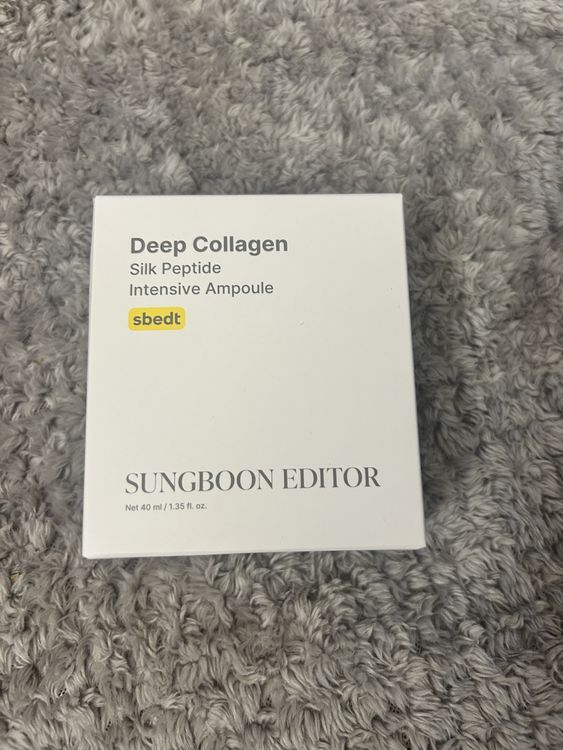 Deep Collagen
Silk Peptide
Intensive Ampoule
sbedt
SUNGBOON EDITOR
Net 40 ml / 1.35 fl. oz.